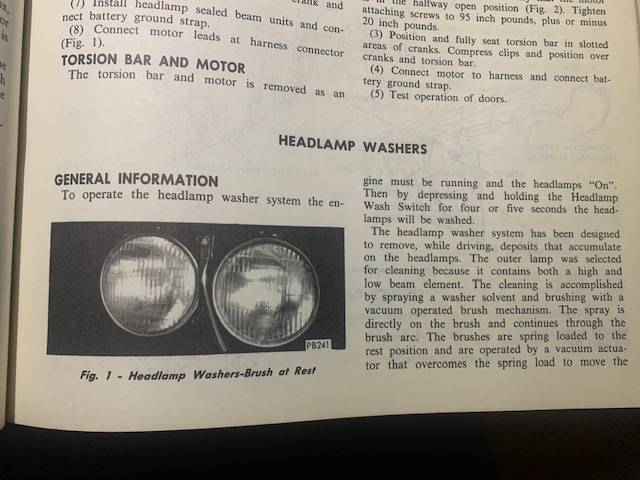 (7) Install headlamp sealed beam units and con-
nect battery ground strap.
(8) Connect motor leads at harness connector
(Fig. 1).
TORSION BAR AND MOTOR
The torsion bar and motor is removed as an
halfway open position (Fig. 2). Tighten
attaching screws to 95 inch pounds, plus or minus
20 inch pounds.
(3) Position and fully seat torsion bar in slotted
areas of cranks. Compress clips and position over
cranks and torsion bar.
(4) Connect motor to harness and connect bat-
tery ground strap.
(5) Test operation of doors.
HEADLAMP WASHERS
GENERAL INFORMATION
To operate the headlamp washer system the en-
PB241
Fig. 1 - Headlamp Washers-Brush at Rest
gine must be running and the headlamps “On”.
Then by depressing and holding the Headlamp
Wash Switch for four or five seconds the head-
lamps will be washed.
The headlamp washer system has been designed
to remove, while driving, deposits that accumulate
on the headlamps. The outer lamp was selected
for cleaning because it contains both a high and
low beam element. The cleaning is accomplished
by spraying a washer solvent and brushing with a
vacuum operated brush mechanism. The spray is
directly on the brush and continues through the
brush arc. The brushes are spring loaded to the
rest position and are operated by a vacuum actua-
tor that overcomes the spring load to move the